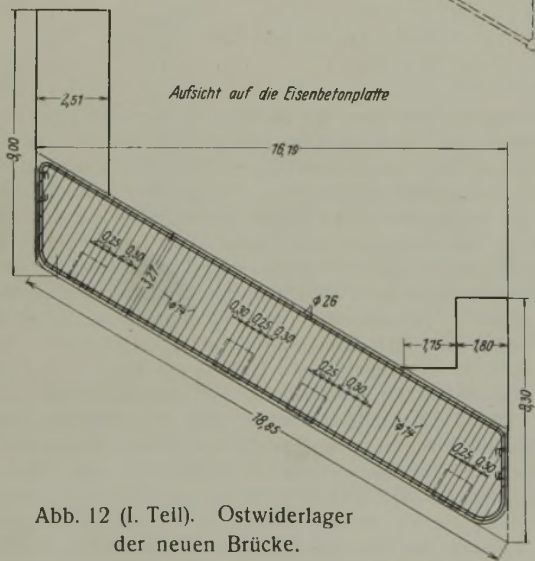 Aufsicht auf die Eisenbetonplatte
2,51
9,00
16,19
0,25 0,30
3,27
ϕ14
0,30 0,25 0,30
ϕ26
1,75
1,80
0,25 0,30
8,30
18,85
ϕ14
0,25 0,30
Abb. 12 (I. Teil). Ostwiderlager
der neuen Brücke.